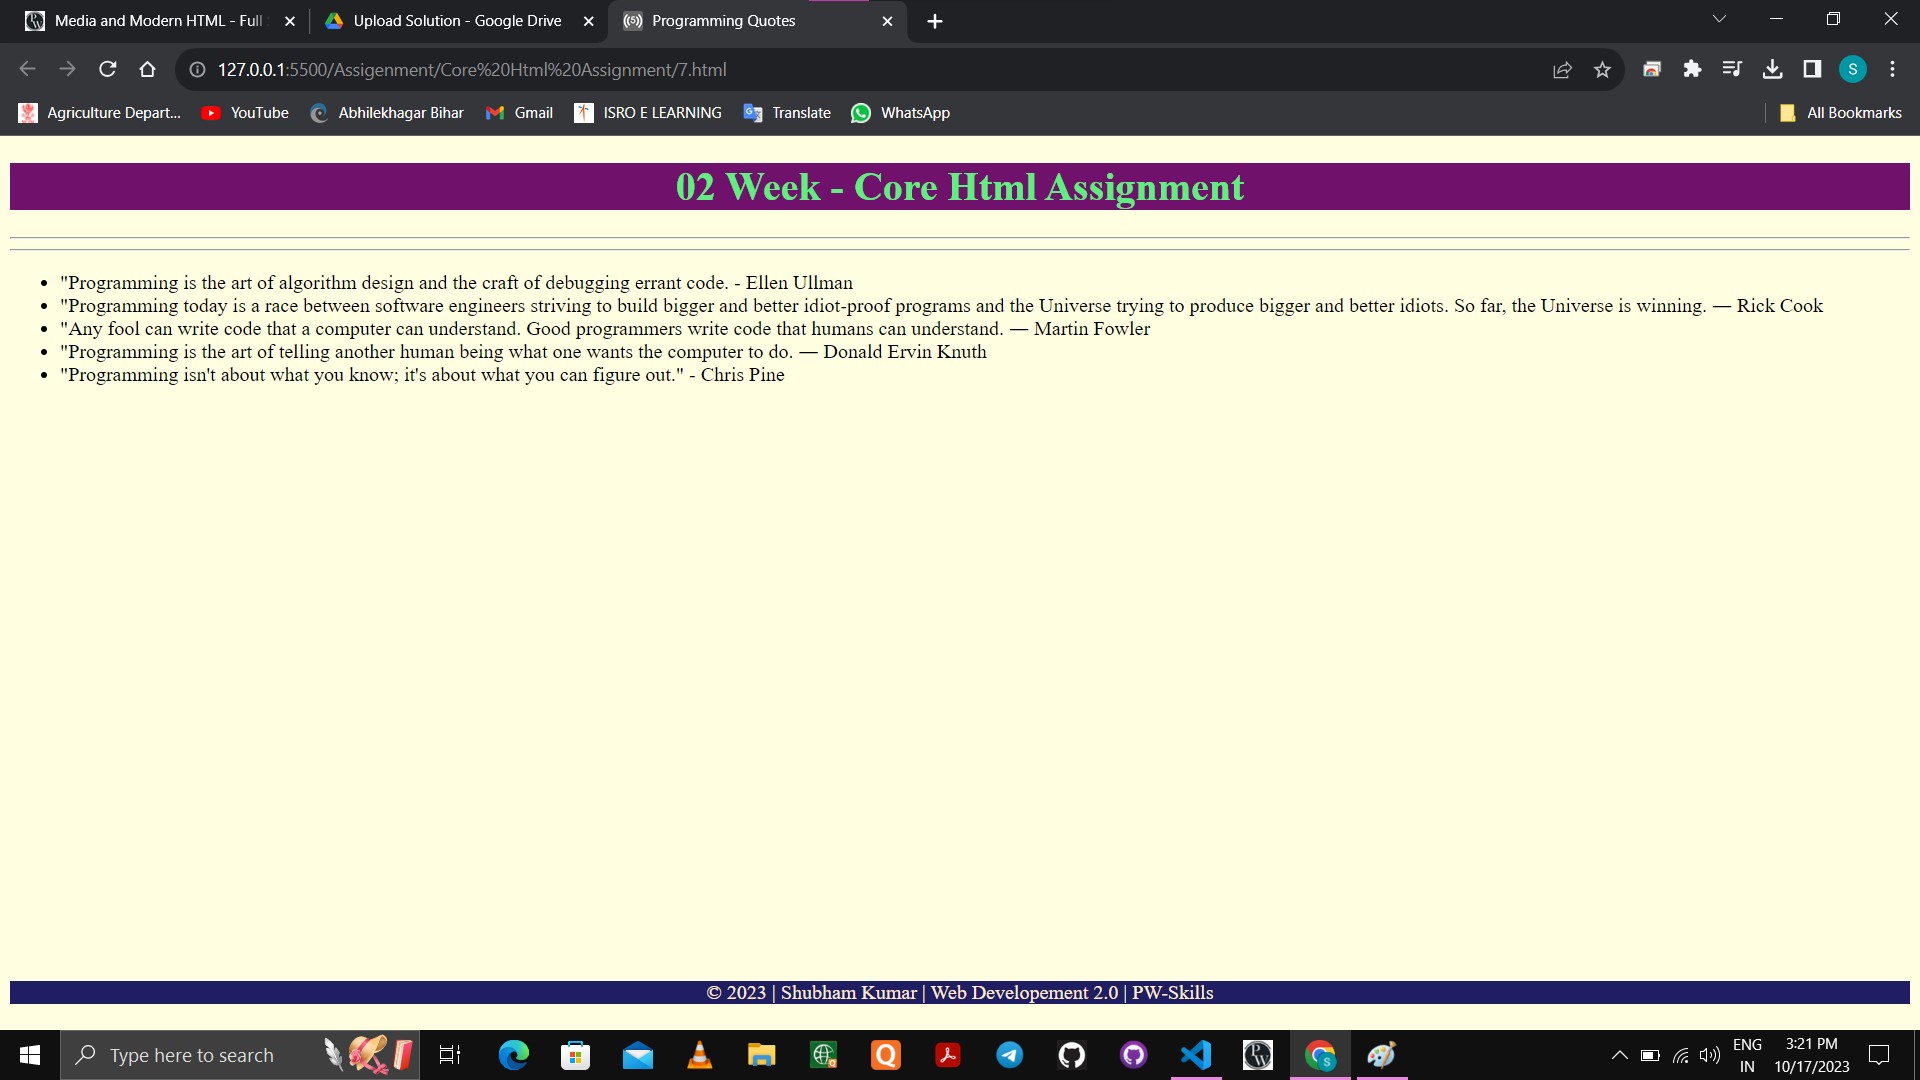 Media and Modern HTML - Full
Upload Solution - Google Drive
Programming Quotes
127.0.0.1:5500/Assigenment/Core%20Html%20Assignment/7.html
S
Agriculture Depart...
YouTube
Abhilekhagar Bihar
Gmail
ISRO E LEARNING
Translate
WhatsApp
All Bookmarks
02 Week - Core Html Assignment
• "Programming is the art of algorithm design and the craft of debugging errant code. - Ellen Ullman
• "Programming today is a race between software engineers striving to build bigger and better idiot-proof programs and the Universe trying to produce bigger and better idiots. So far, the Universe is winning. — Rick Cook
• "Any fool can write code that a computer can understand. Good programmers write code that humans can understand. — Martin Fowler
• "Programming is the art of telling another human being what one wants the computer to do. — Donald Ervin Knuth
• "Programming isn't about what you know; it's about what you can figure out." - Chris Pine
© 2023 | Shubham Kumar | Web Developement 2.0 | PW-Skills
Type here to search
ENG
IN
3:21 PM
10/17/2023